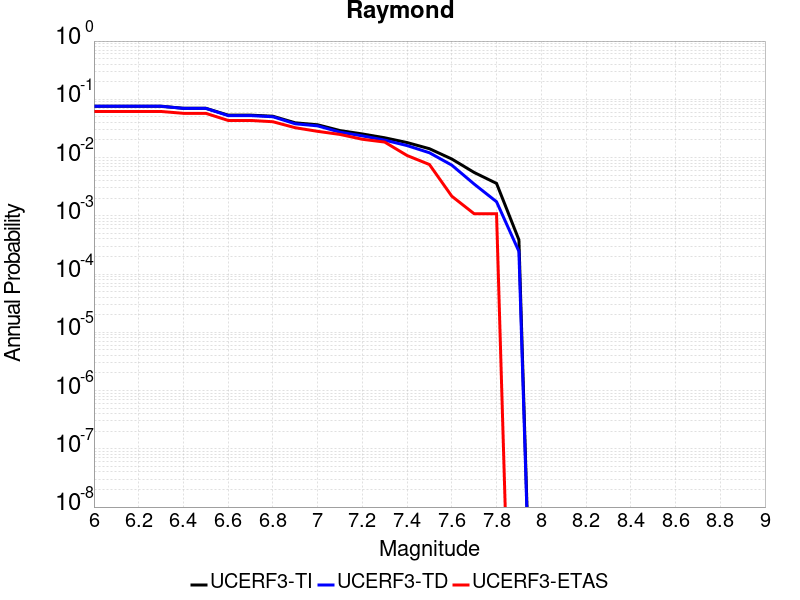 Raymond
10^0
10^-1
10^-2
10^-3
10^-4
10^-5
10^-6
10^-7
10^-8
Annual Probability
6 6.2 6.4 6.6 6.8 7 7.2 7.4 7.6 7.8 8 8.2 8.4 8.6 8.8 9
Magnitude
UCERF3-TI UCERF3-TD UCERF3-ETAS